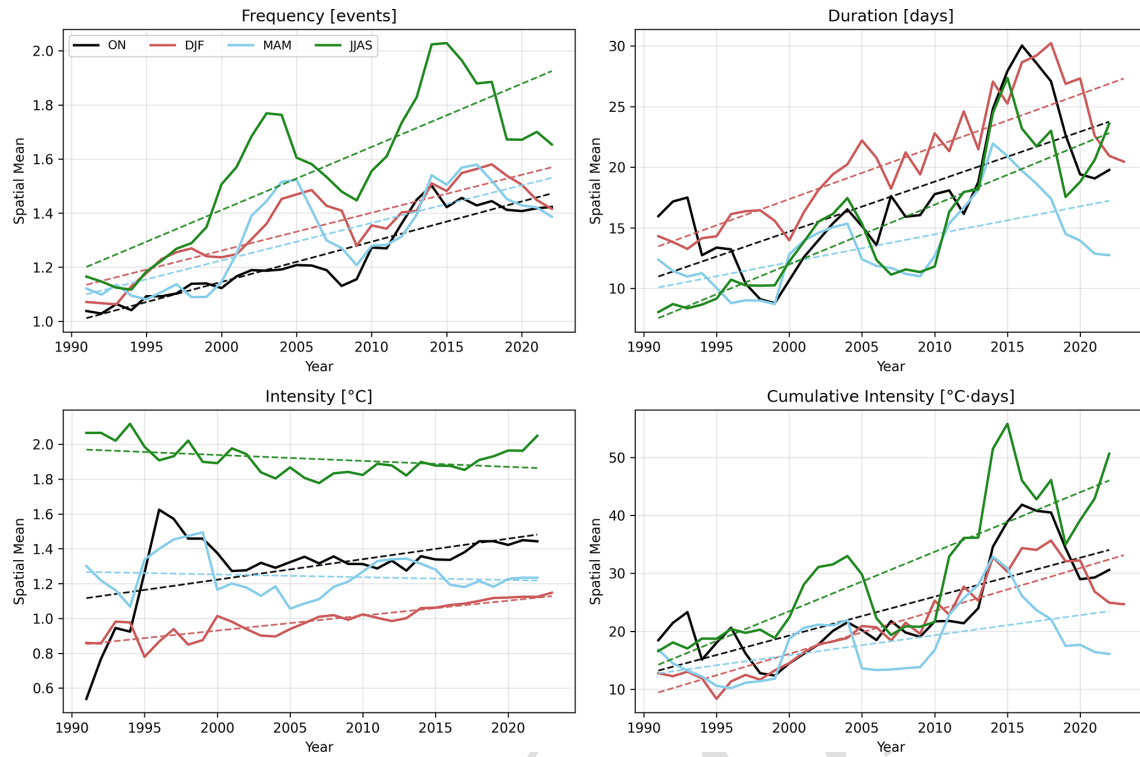 Frequency [events]
Spatial Mean
2.0
1.8
1.6
1.4
1.2
1.0
ON DJF MAM JJAS
1990 1995 2000 2005 2010 2015 2020
Year
Duration [days]
Spatial Mean
30
25
20
15
10
1990 1995 2000 2005 2010 2015 2020
Year
Intensity [°C]
Spatial Mean
2.0
1.8
1.6
1.4
1.2
1.0
0.8
0.6
1990 1995 2000 2005 2010 2015 2020
Year
Cumulative Intensity [°C·days]
Spatial Mean
50
40
30
20
10
1990 1995 2000 2005 2010 2015 2020
Year